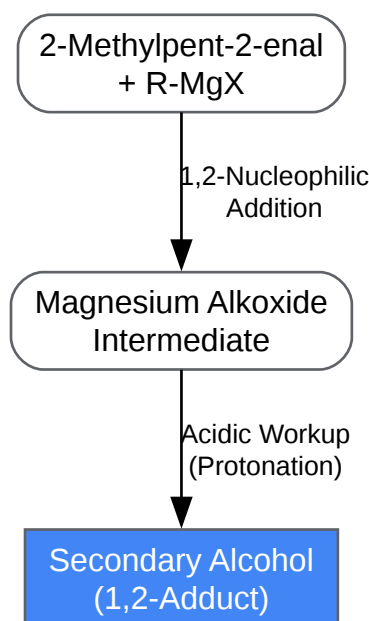 2-Methylpent-2-enal
+ R-MgX
1,2-Nucleophilic
Addition
Magnesium Alkoxide
Intermediate
Acidic Workup
(Protonation)
Secondary Alcohol
(1,2-Adduct)